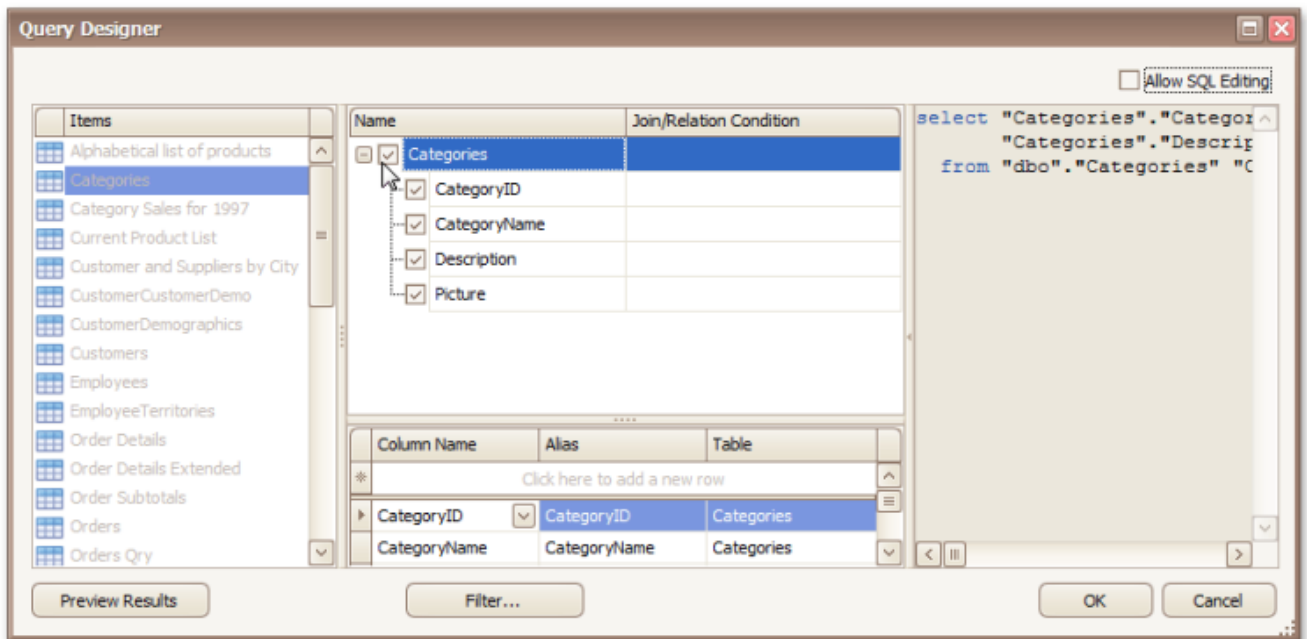 Query Designer
Allow SQL Editing
Items
Alphabetical list of products
Categories
Category Sales for 1997
Current Product List
Customer and Suppliers by City
CustomerCustomerDemo
CustomerDemographics
Customers
Employees
EmployeeTerritories
Order Details
Order Details Extended
Order Subtotals
Orders
Orders Qry
Name Join/Relation Condition
Categories
CategoryID
CategoryName
Description
Picture
Column Name Alias Table
Click here to add a new row
CategoryID CategoryID Categories
CategoryName CategoryName Categories
select "Categories"."Categor
"Categories"."Descrip
from "dbo"."Categories" "C
Preview Results
Filter...
OK
Cancel